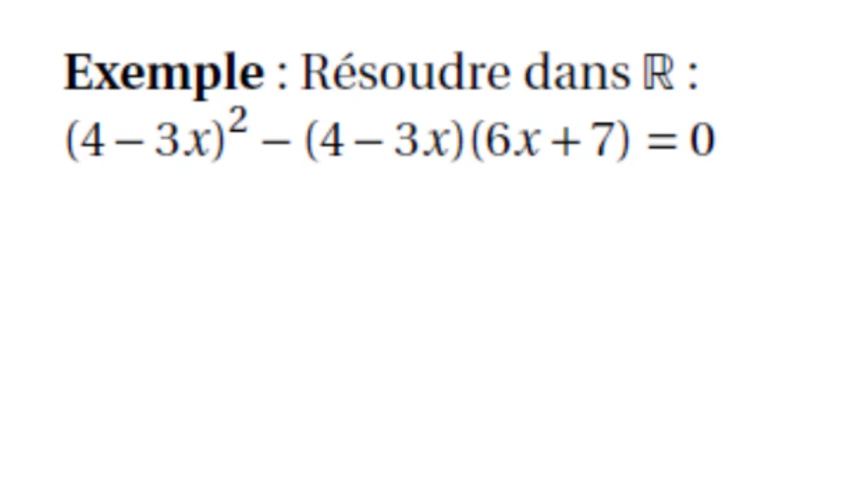 Exemple : Résoudre dans ℝ :
(4 – 3x)² – (4 – 3x)(6x + 7) = 0